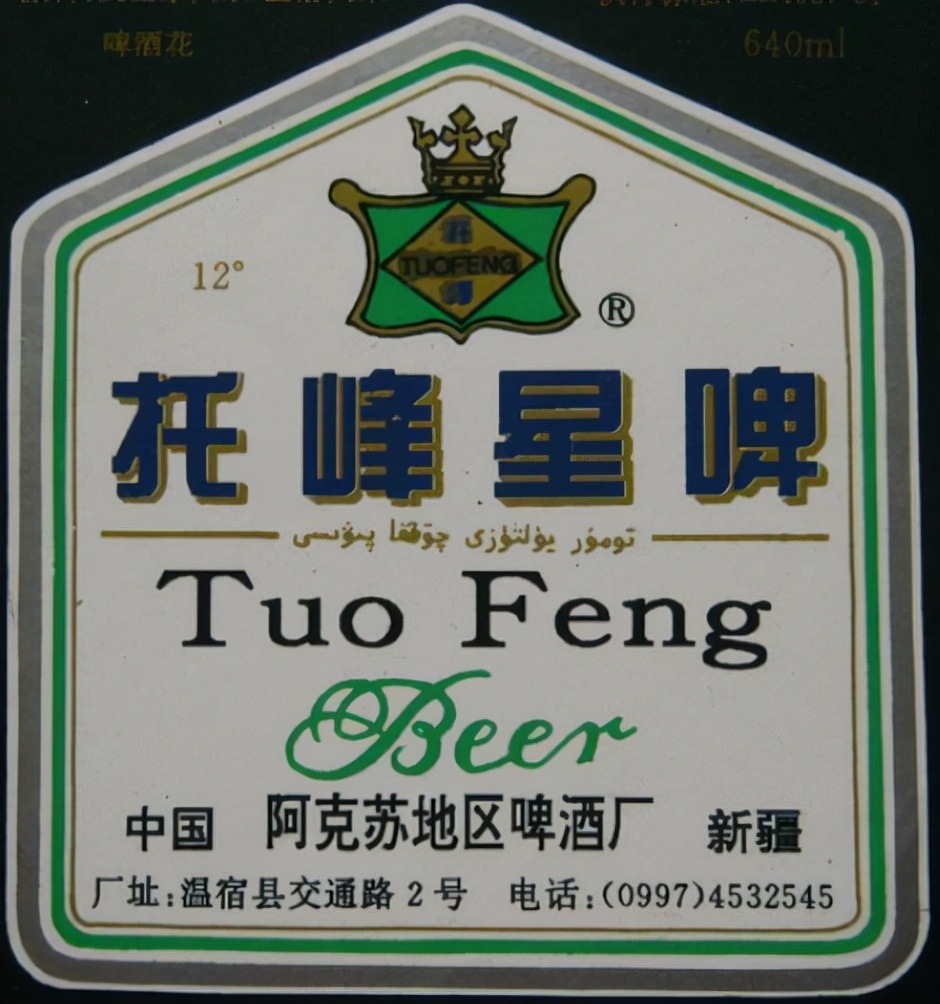 啤酒花 640ml
TUOFENG
12°
®
托峰星啤
تومۇر يۇلتۇزى چوققا پىۋىسى
Tuo Feng
Beer
中国 阿克苏地区啤酒厂 新疆
厂址:温宿县交通路2号 电话:(0997)4532545